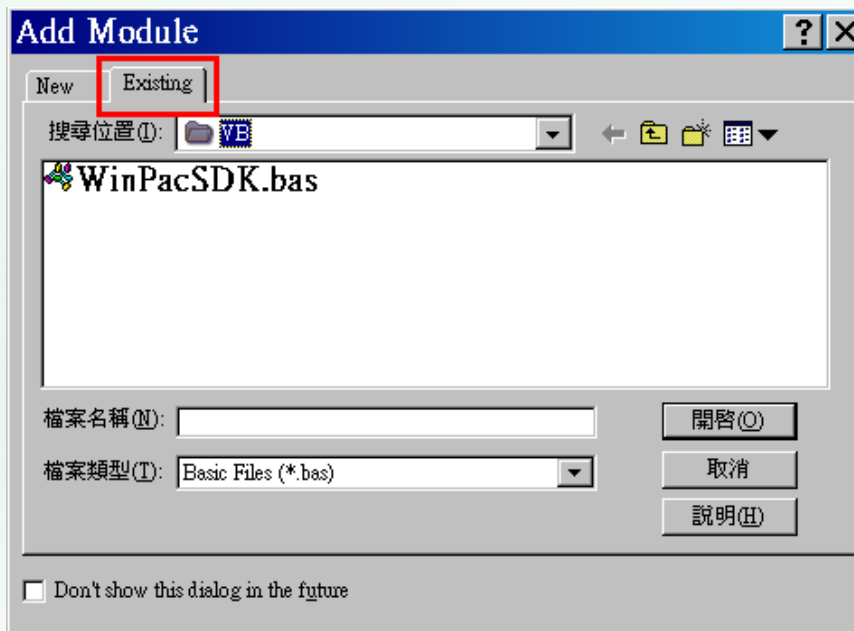 Add Module
New Existing
搜尋位置(I): VB
WinPacSDK.bas
檔案名稱(N): 開啓(O)
檔案類型(T): Basic Files (*.bas) 取消
說明(H)
Don't show this dialog in the future